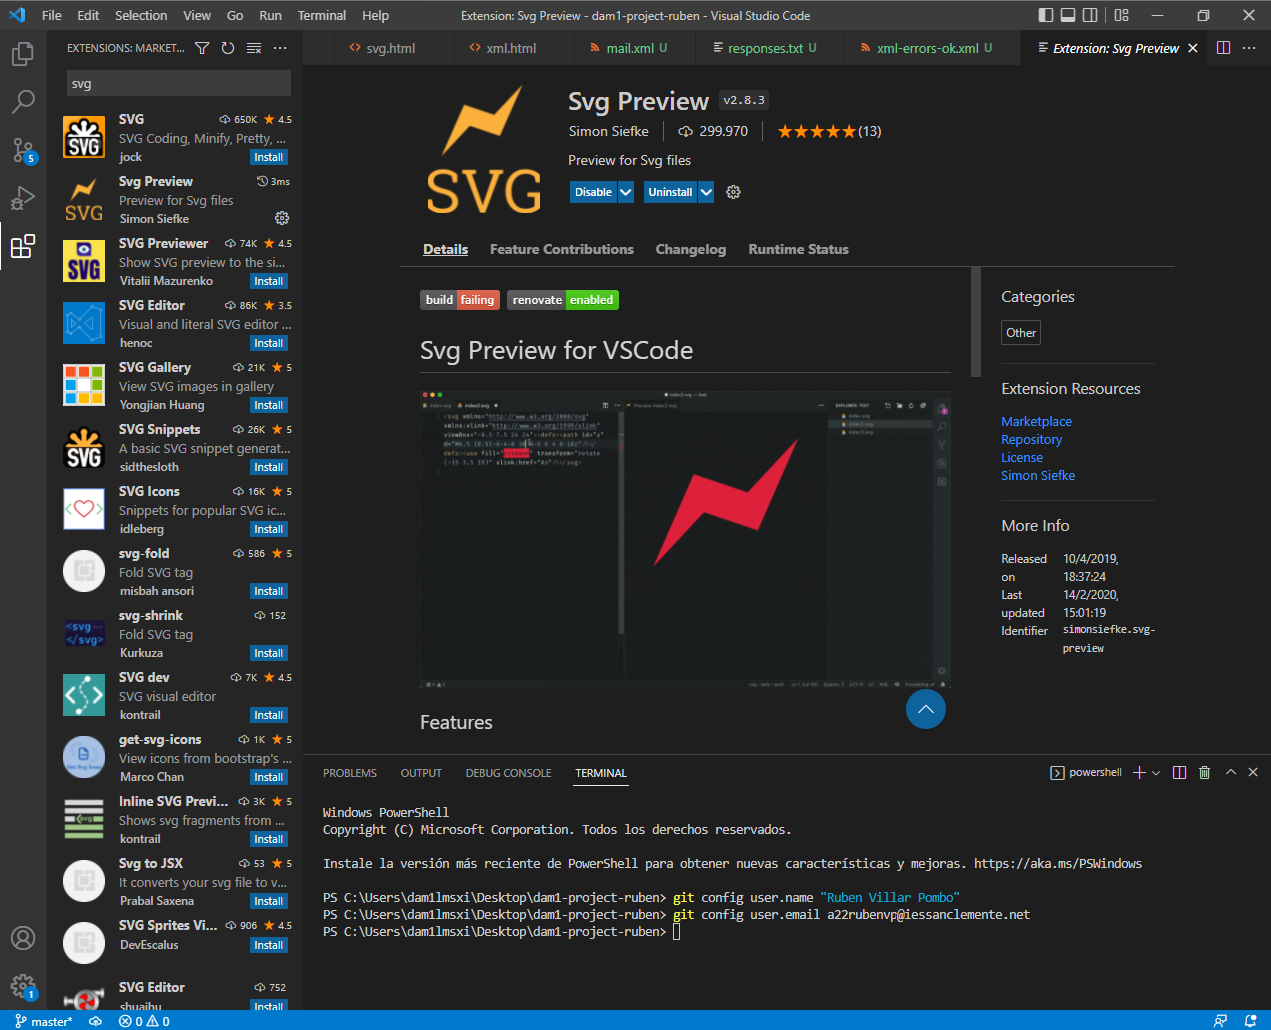 File Edit Selection View Go Run Terminal Help
Extension: Svg Preview - dam1-project-ruben - Visual Studio Code
EXTENSIONS: MARKET...
svg.html
xml.html
mail.xml U
responses.txt U
xml-errors-ok.xml U
Extension: Svg Preview
svg
5
SVG 650K 4.5
SVG Coding, Minify, Pretty, ...
jock Install
Svg Preview 3ms
Preview for Svg files
Simon Siefke
SVG Previewer 74K 4.5
Show SVG preview to the si...
Vitalii Mazurenko Install
SVG Editor 86K 3.5
Visual and literal SVG editor ...
henoc Install
SVG Gallery 21K 5
View SVG images in gallery
Yongjian Huang Install
SVG Snippets 26K 5
A basic SVG snippet generat...
sidthesloth Install
SVG Icons 16K 5
Snippets for popular SVG ic...
idleberg Install
svg-fold 586 5
Fold SVG tag
misbah ansori Install
svg-shrink 152
Fold SVG tag
Kurkuza Install
SVG dev 7K 4.5
SVG visual editor
kontrail Install
get-svg-icons 1K 5
View icons from bootstrap's ...
Marco Chan Install
Inline SVG Previ... 3K 5
Shows svg fragments from ...
kontrail Install
Svg to JSX 53 5
It converts your svg file to v...
Prabal Saxena Install
SVG Sprites Vi... 906 4.5
DevEscalus Install
SVG Editor 752
shuaihu Install
1
SVG
Svg Preview v2.8.3
Simon Siefke 299.970 (13)
Preview for Svg files
Disable Uninstall
Details Feature Contributions Changelog Runtime Status
build failing renovate enabled
Svg Preview for VSCode
Features
Categories
Other
Extension Resources
Marketplace
Repository
License
Simon Siefke
More Info
Released on 10/4/2019, 18:37:24
Last updated 14/2/2020, 15:01:19
Identifier simonsiefke.svg-preview
PROBLEMS OUTPUT DEBUG CONSOLE TERMINAL
powershell
Windows PowerShell
Copyright (C) Microsoft Corporation. Todos los derechos reservados.
Instale la versión más reciente de PowerShell para obtener nuevas características y mejoras. https://aka.ms/PSWindows
PS C:\Users\dam1lmsxi\Desktop\dam1-project-ruben> git config user.name "Ruben Villar Pombo"
PS C:\Users\dam1lmsxi\Desktop\dam1-project-ruben> git config user.email a22rubenvp@iessanclemente.net
PS C:\Users\dam1lmsxi\Desktop\dam1-project-ruben>
master* 0 0